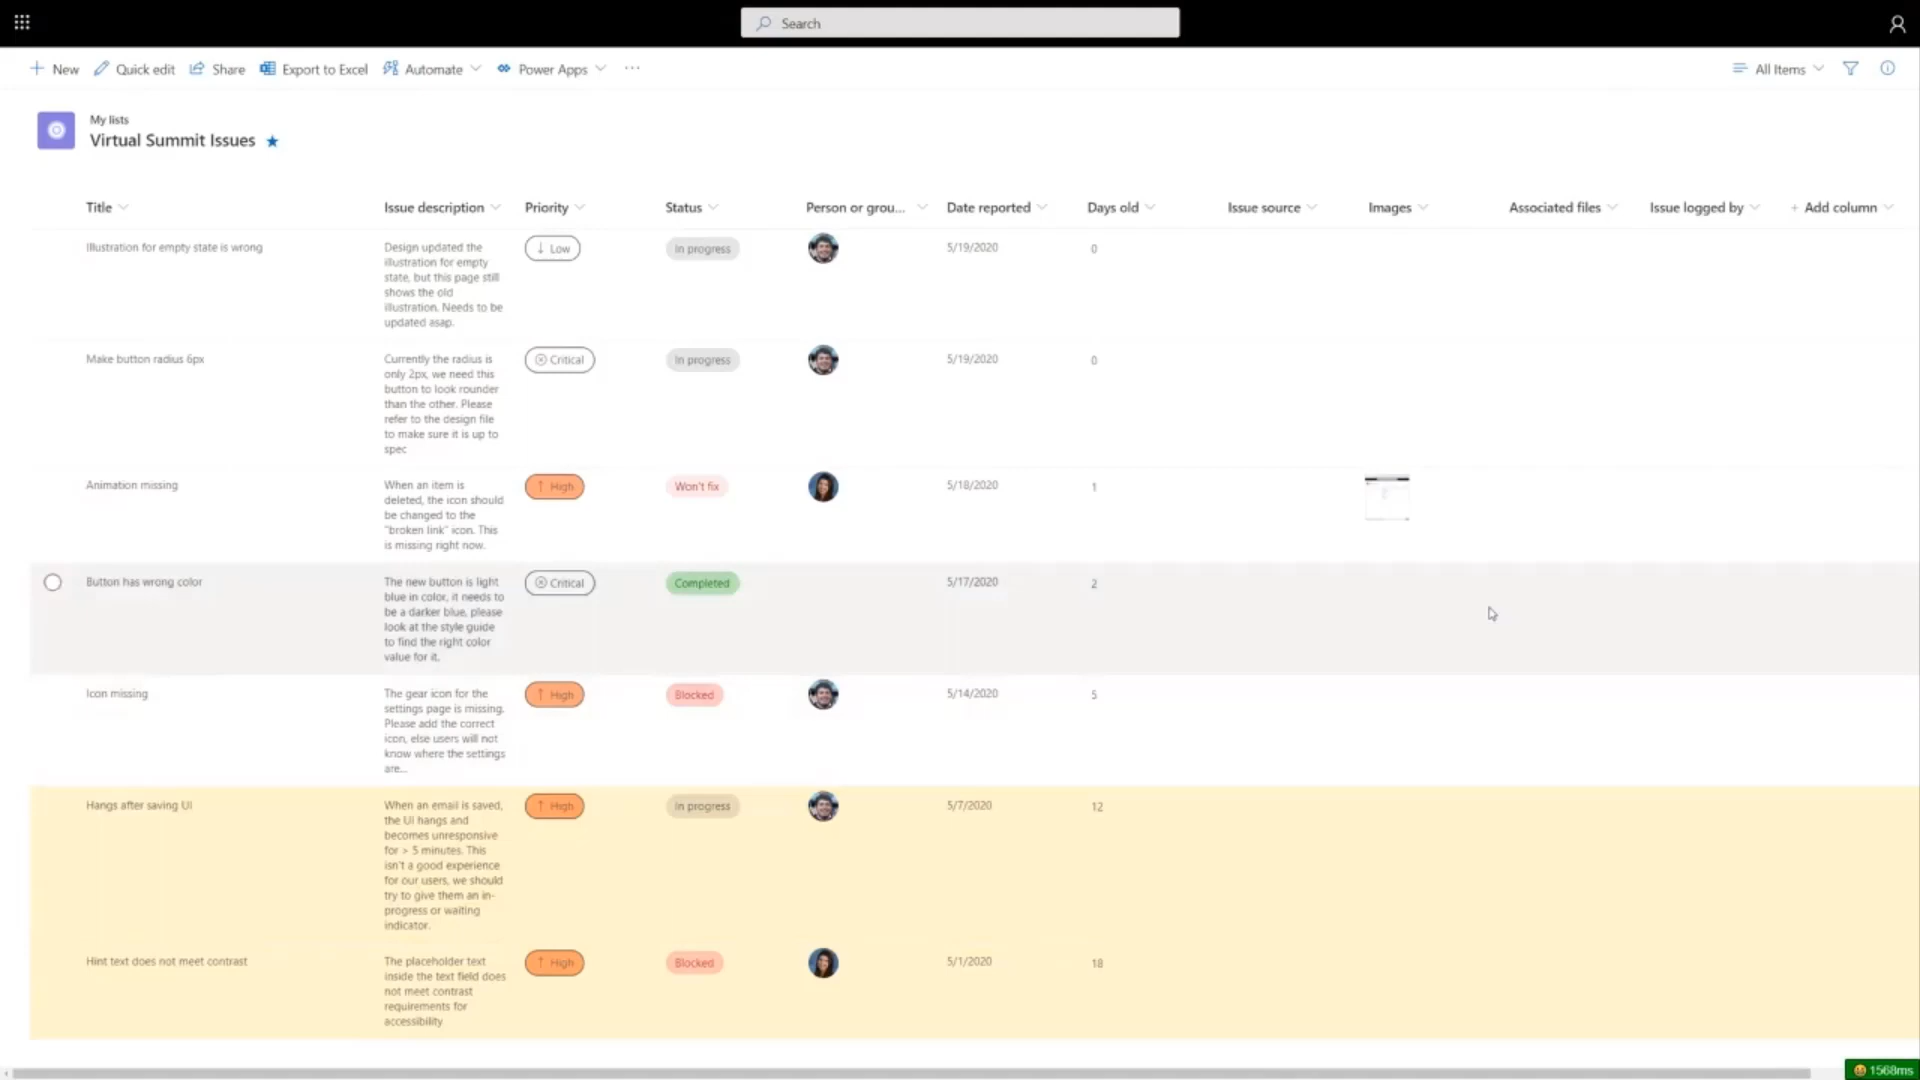 Search
New Quick edit Share Export to Excel Automate Power Apps ··· All Items
My lists
Virtual Summit Issues
Title Issue description Priority Status Person or grou... Date reported Days old Issue source Images Associated files Issue logged by + Add column
Illustration for empty state is wrong Design updated the Low In progress 5/19/2020 0
illustration for empty
state, but this page still
shows the old
illustration. Needs to be
updated asap.
Make button radius 6px Currently the radius is Critical In progress 5/19/2020 0
only 2px, we need this
button to look rounder
than the other. Please
refer to the design file
to make sure it is up to
spec
Animation missing When an item is High Won't fix 5/18/2020 1
deleted, the icon should
be changed to the
"broken link" icon. This
is missing right now.
Button has wrong color The new button is light Critical Completed 5/17/2020 2
blue in color, it needs to
be a darker blue, please
look at the style guide
to find the right color
value for it.
Icon missing The gear icon for the High Blocked 5/14/2020 5
settings page is missing.
Please add the correct
icon, else users will not
know where the settings
are...
Hangs after saving UI When an email is saved, High In progress 5/7/2020 12
the UI hangs and
becomes unresponsive
for > 5 minutes. This
isn't a good experience
for our users, we should
try to give them an in-
progress or waiting
indicator.
Hint text does not meet contrast The placeholder text High Blocked 5/1/2020 18
inside the text field does
not meet contrast
requirements for
accessibility
1568ms